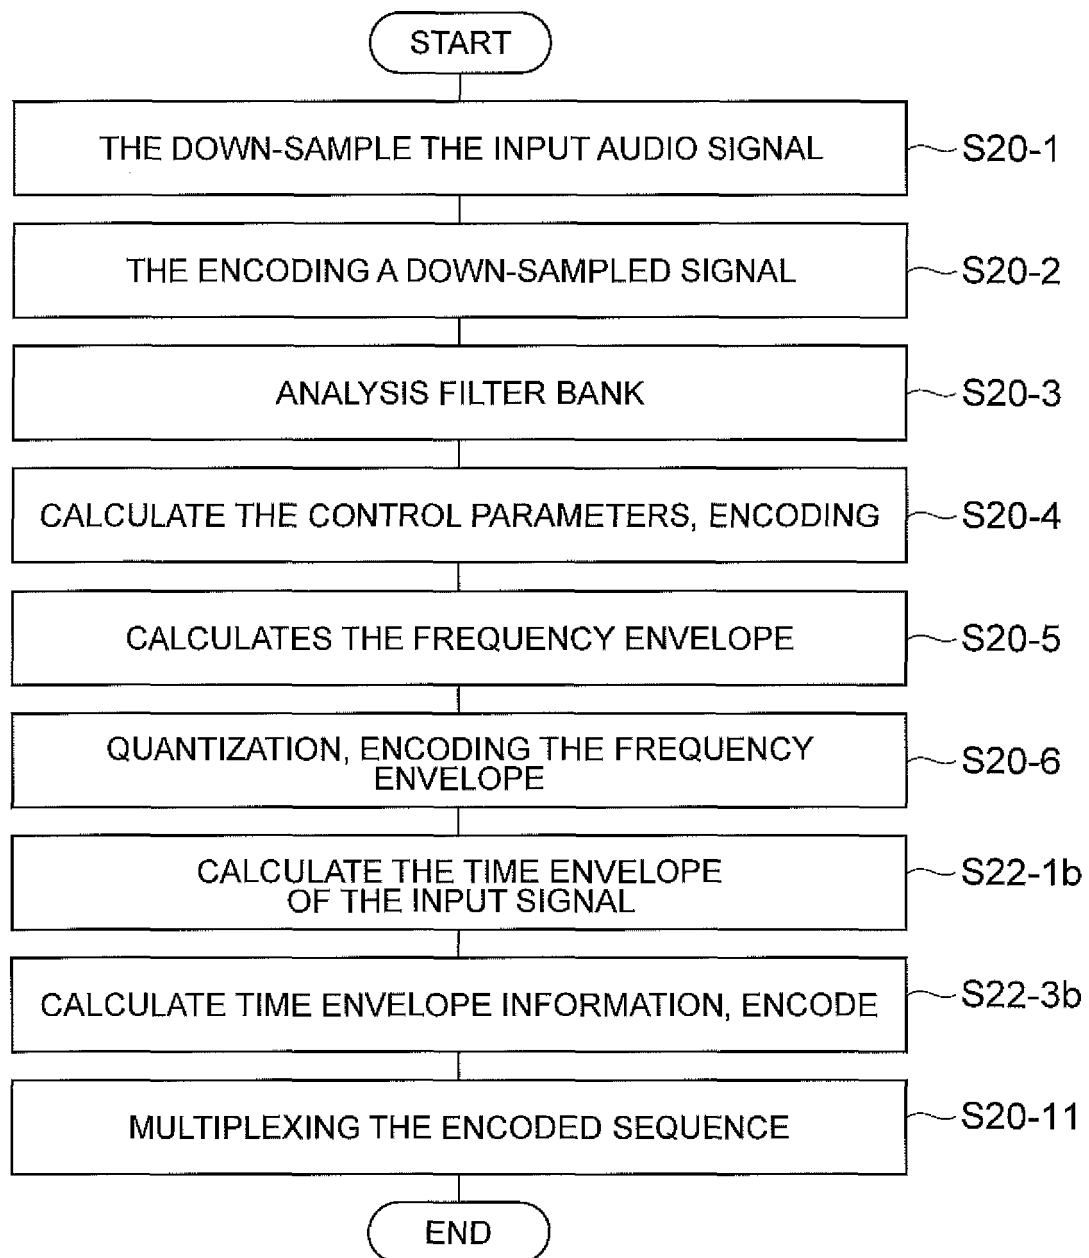 START
THE DOWN-SAMPLE THE INPUT AUDIO SIGNAL
S20-1
THE ENCODING A DOWN-SAMPLED SIGNAL
S20-2
ANALYSIS FILTER BANK
S20-3
CALCULATE THE CONTROL PARAMETERS, ENCODING
S20-4
CALCULATES THE FREQUENCY ENVELOPE
S20-5
QUANTIZATION, ENCODING THE FREQUENCY
ENVELOPE
S20-6
CALCULATE THE TIME ENVELOPE
OF THE INPUT SIGNAL
S22-1b
CALCULATE TIME ENVELOPE INFORMATION, ENCODE
S22-3b
MULTIPLEXING THE ENCODED SEQUENCE
S20-11
END